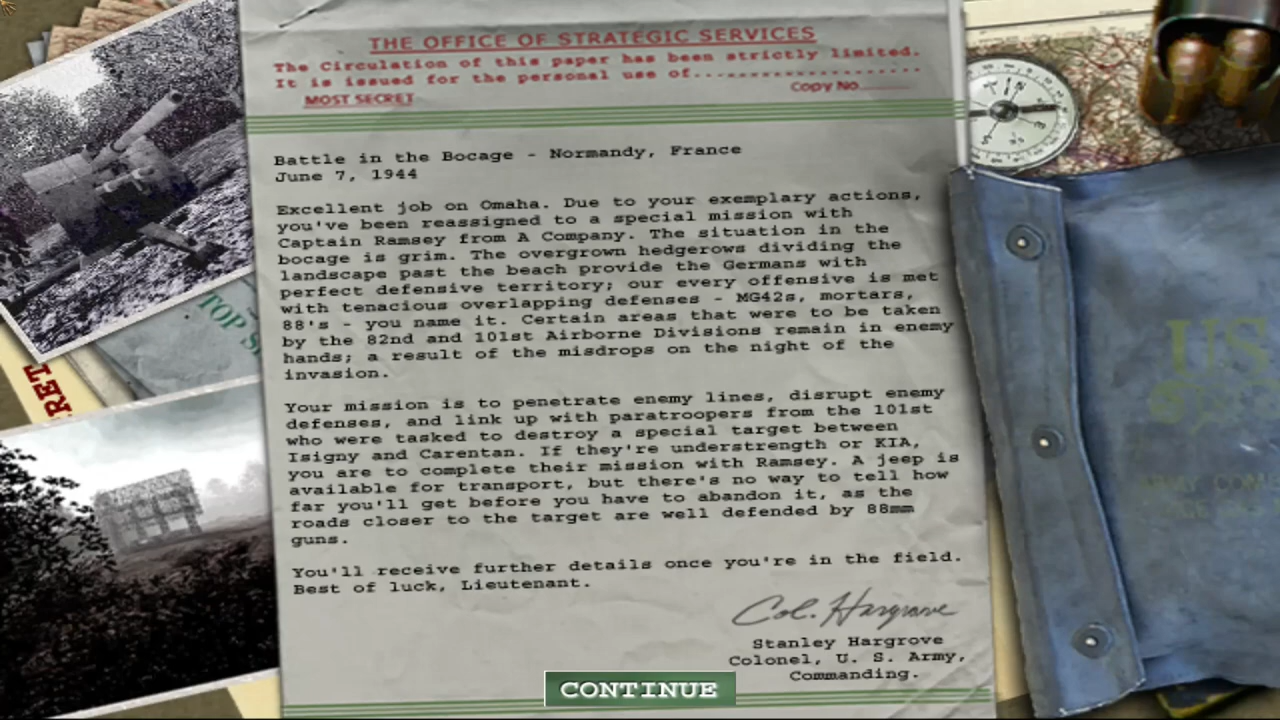 THE OFFICE OF STRATEGIC SERVICES
The Circulation of this paper has been strictly limited.
It is issued for the personal use of...................
MOST SECRET
Copy No.........
Battle in the Bocage - Normandy, France
June 7, 1944
Excellent job on Omaha. Due to your exemplary actions,
you've been reassigned to a special mission with
Captain Ramsey from A Company. The situation in the
bocage is grim. The overgrown hedgerows dividing the
landscape past the beach provide the Germans with
perfect defensive territory; our every offensive is met
with tenacious overlapping defenses - MG42s, mortars,
88's - you name it. Certain areas that were to be taken
by the 82nd and 101st Airborne Divisions remain in enemy
hands; a result of the misdrops on the night of the
invasion.
Your mission is to penetrate enemy lines, disrupt enemy
defenses, and link up with paratroopers from the 101st
who were tasked to destroy a special target between
Isigny and Carentan. If they're understrength or KIA,
you are to complete their mission with Ramsey. A jeep is
available for transport, but there's no way to tell how
far you'll get before you have to abandon it, as the
roads closer to the target are well defended by 88mm
guns.
You'll receive further details once you're in the field.
Best of luck, Lieutenant.
Col. Hargrove
Stanley Hargrove
Colonel, U. S. Army,
Commanding.
CONTINUE
TOP S
RET
US